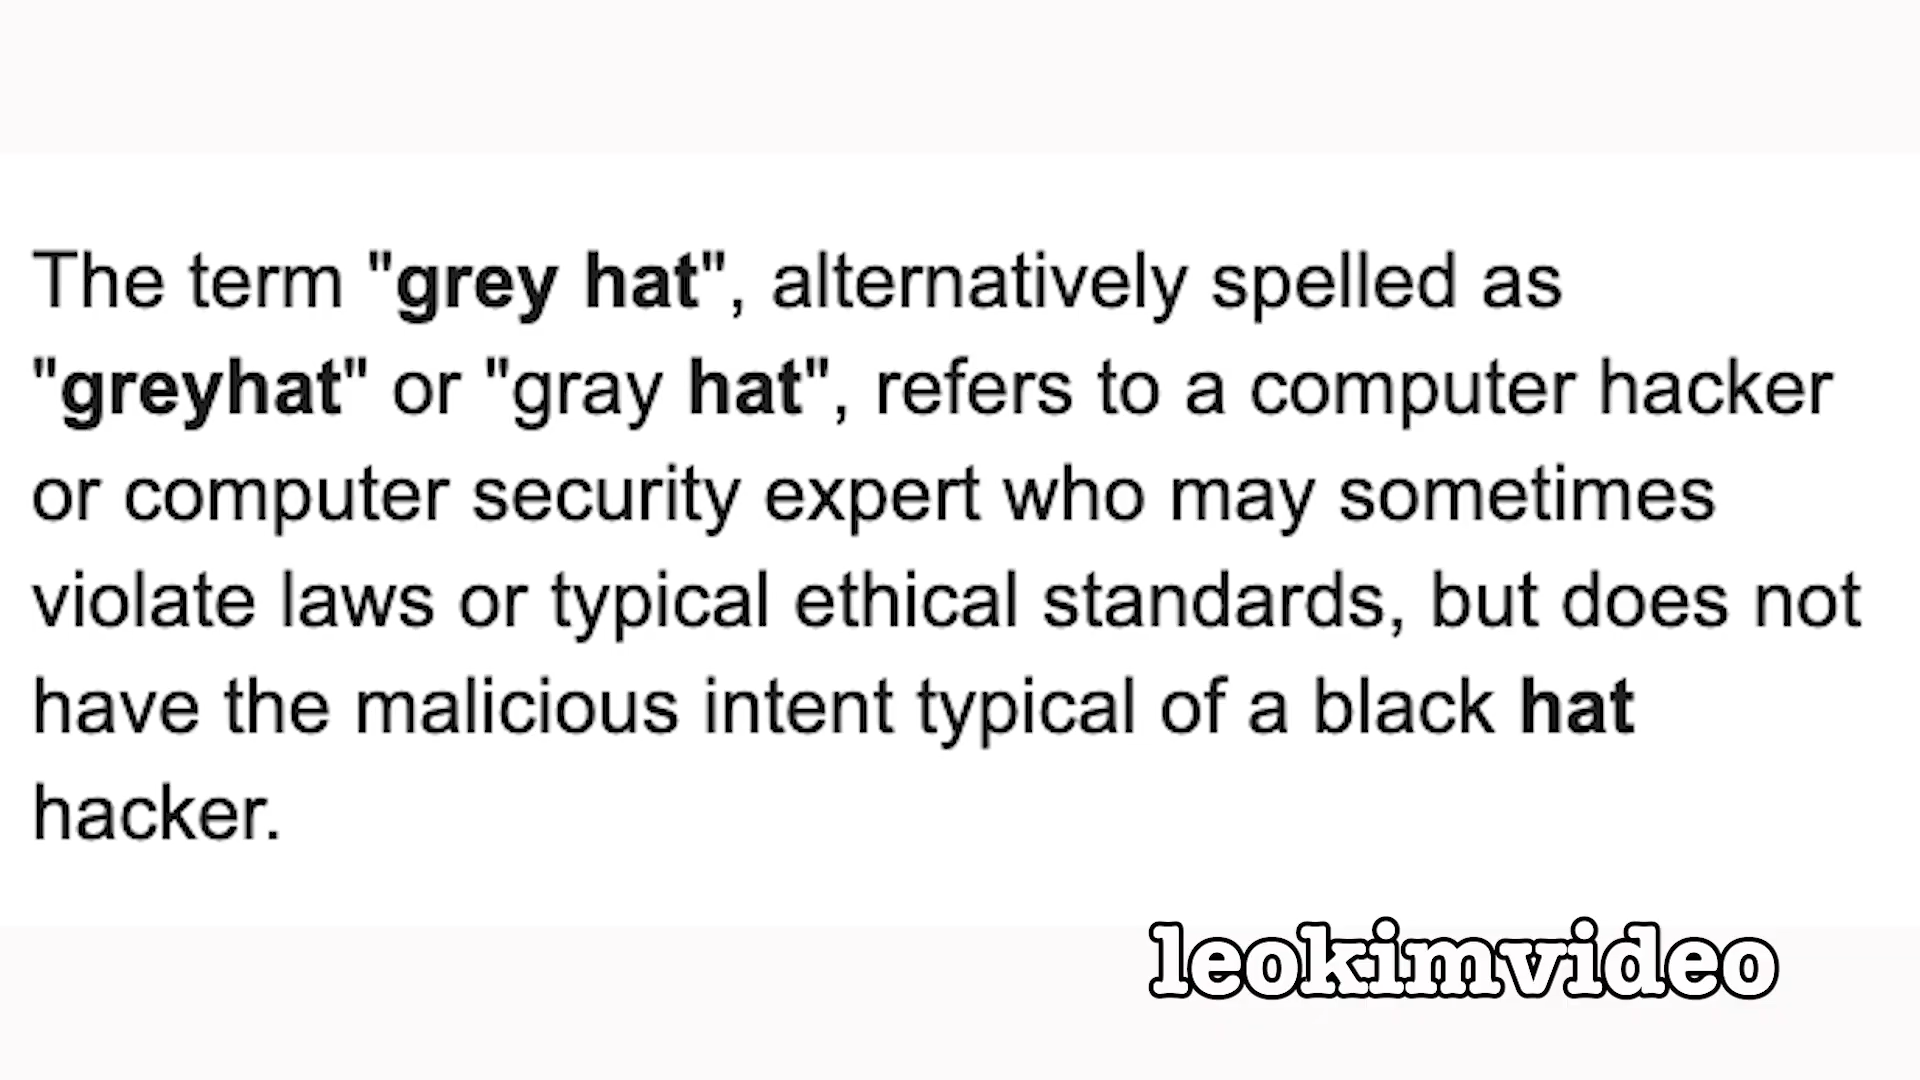 The term "grey hat", alternatively spelled as
"greyhat" or "gray hat", refers to a computer hacker
or computer security expert who may sometimes
violate laws or typical ethical standards, but does not
have the malicious intent typical of a black hat
hacker.
leokimvideo